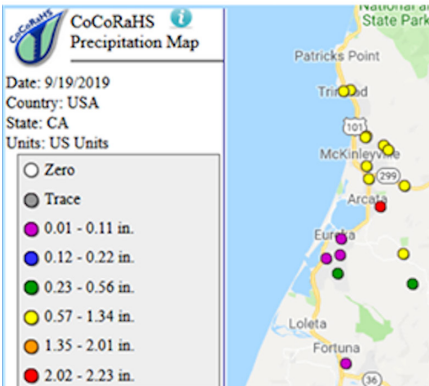 CoCoRaHS
CoCoRaHS
Precipitation Map
Date: 9/19/2019
Country: USA
State: CA
Units: US Units
Zero
Trace
0.01 - 0.11 in.
0.12 - 0.22 in.
0.23 - 0.56 in.
0.57 - 1.34 in.
1.35 - 2.01 in.
2.02 - 2.23 in.
State Park
Patricks Point
101
McKinleyville
299
Arcata
Eureka
Loleta
Fortuna
36